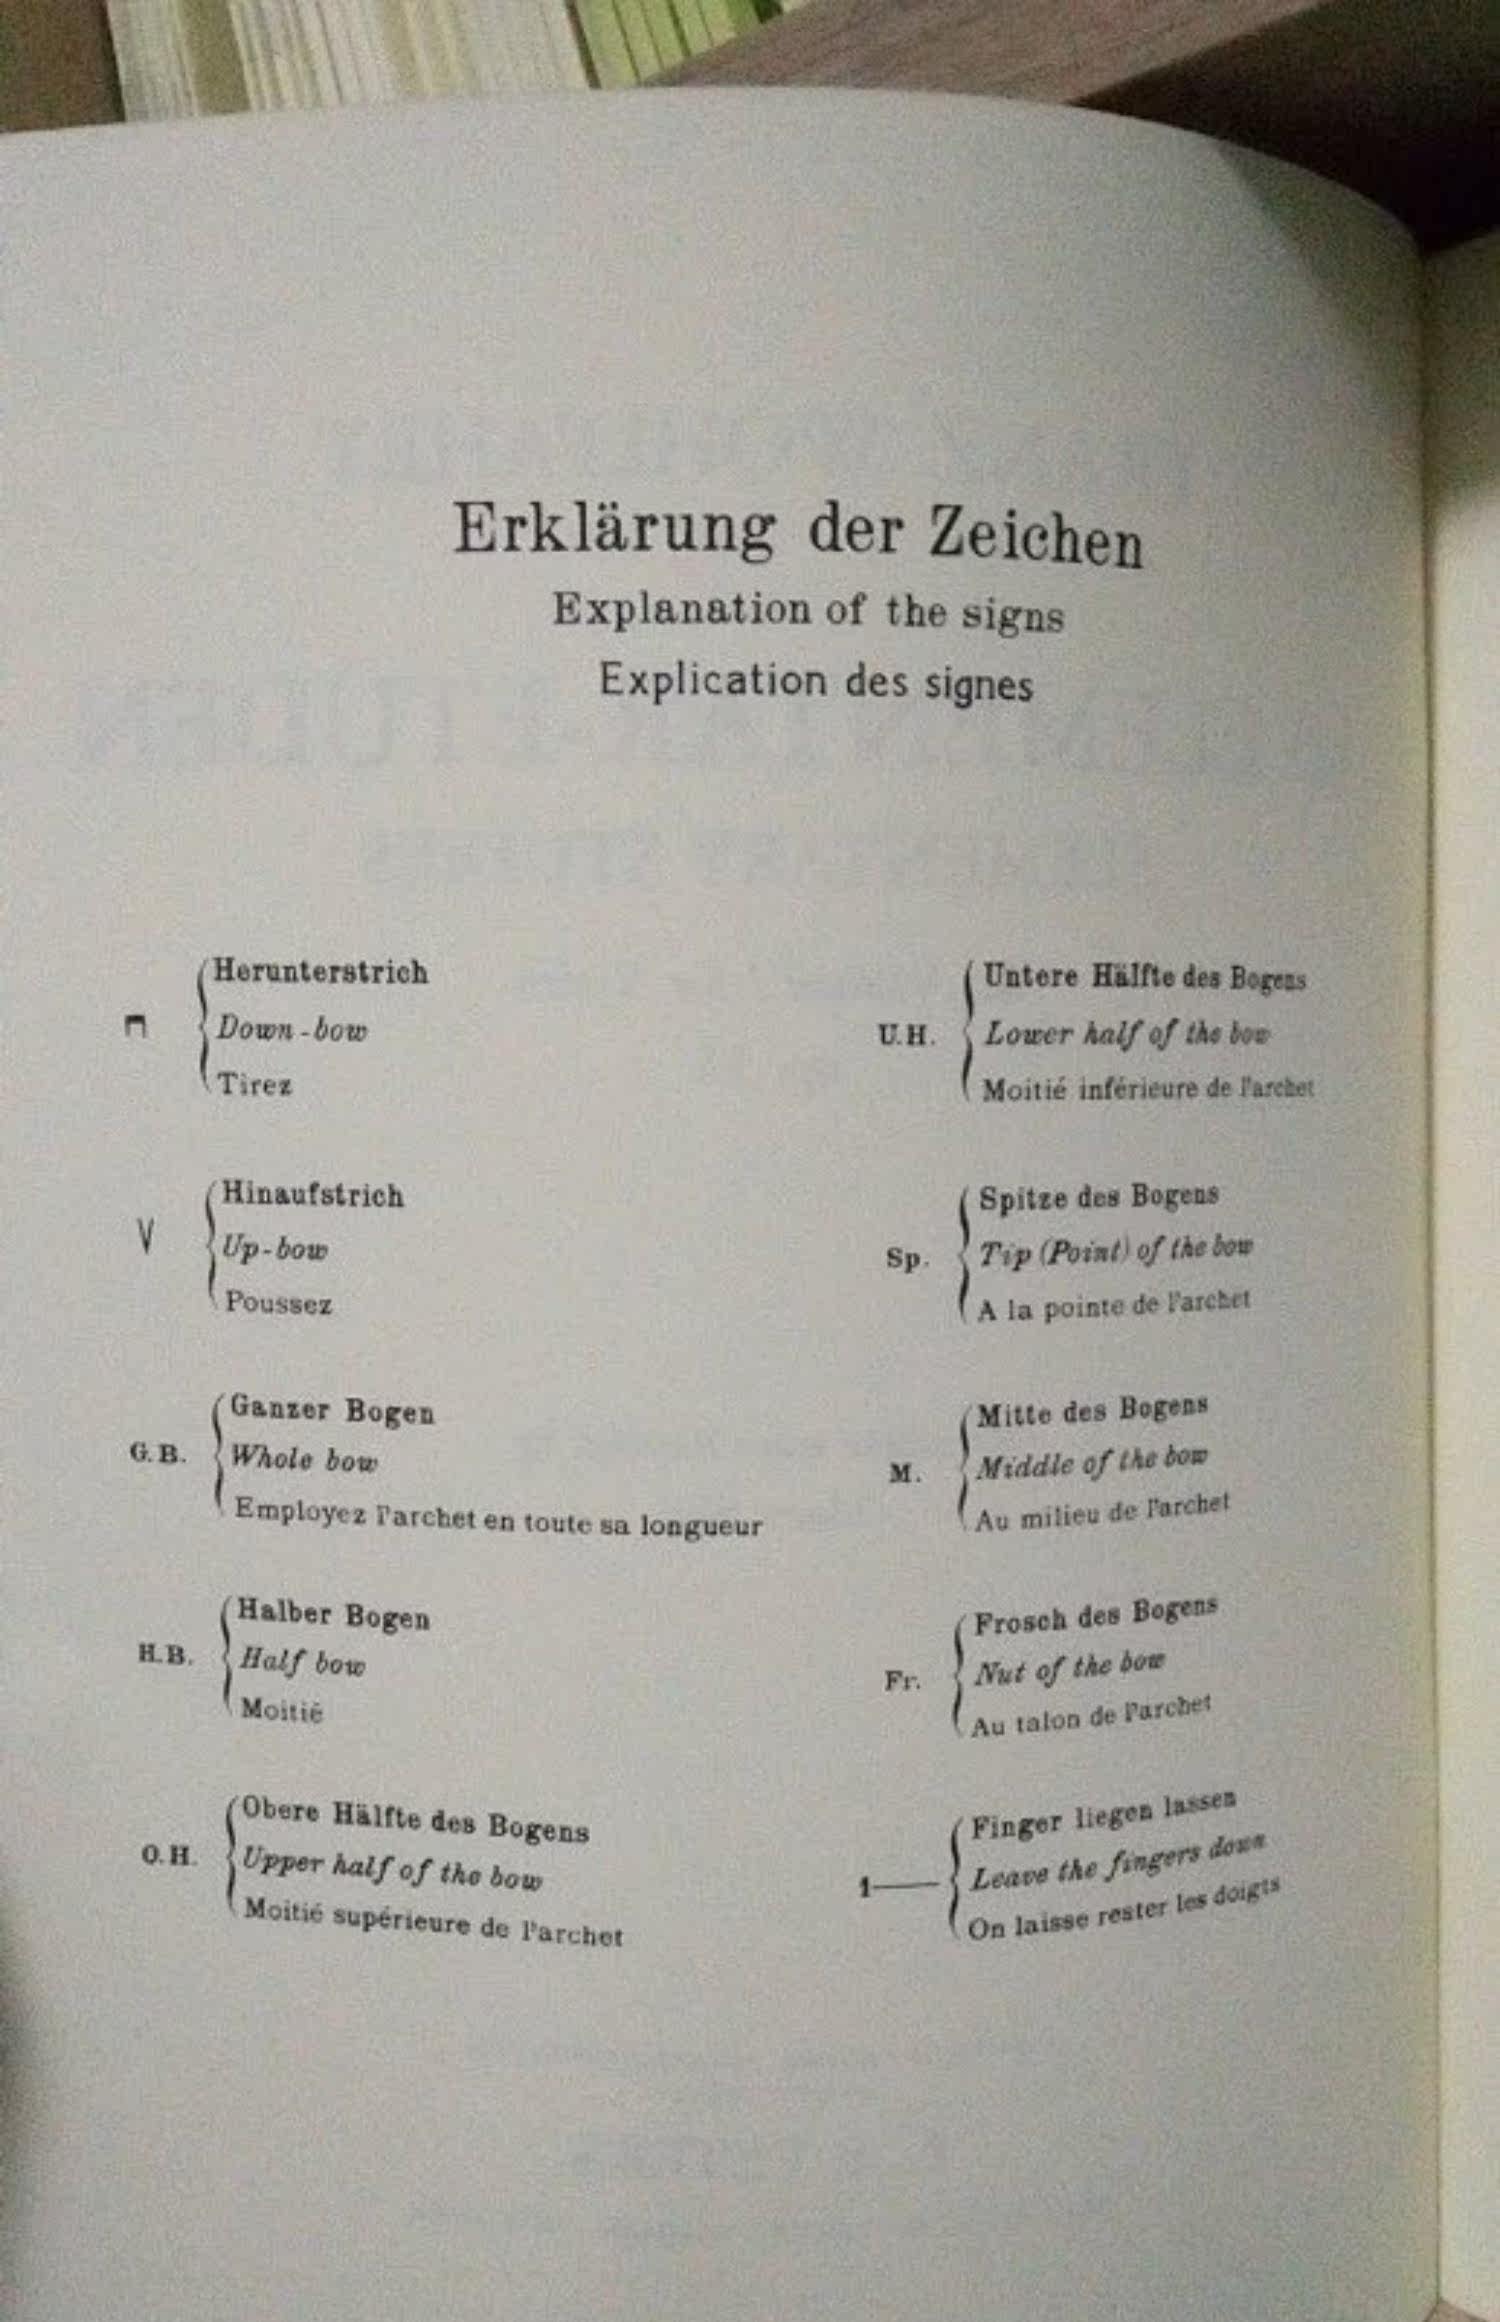 Erklärung der Zeichen
Explanation of the signs
Explication des signes
Herunterstrich
⊓ Down-bow
Tirez
Hinaufstrich
V Up-bow
Poussez
Ganzer Bogen
G.B. Whole bow
Employez l'archet en toute sa longueur
Halber Bogen
H.B. Half bow
Moitié
Obere Hälfte des Bogens
O.H. Upper half of the bow
Moitié supérieure de l'archet
Untere Hälfte des Bogens
U.H. Lower half of the bow
Moitié inférieure de l'archet
Spitze des Bogens
Sp. Tip (Point) of the bow
A la pointe de l'archet
Mitte des Bogens
M. Middle of the bow
Au milieu de l'archet
Frosch des Bogens
Fr. Nut of the bow
Au talon de l'archet
Finger liegen lassen
1— Leave the fingers down
On laisse rester les doigts